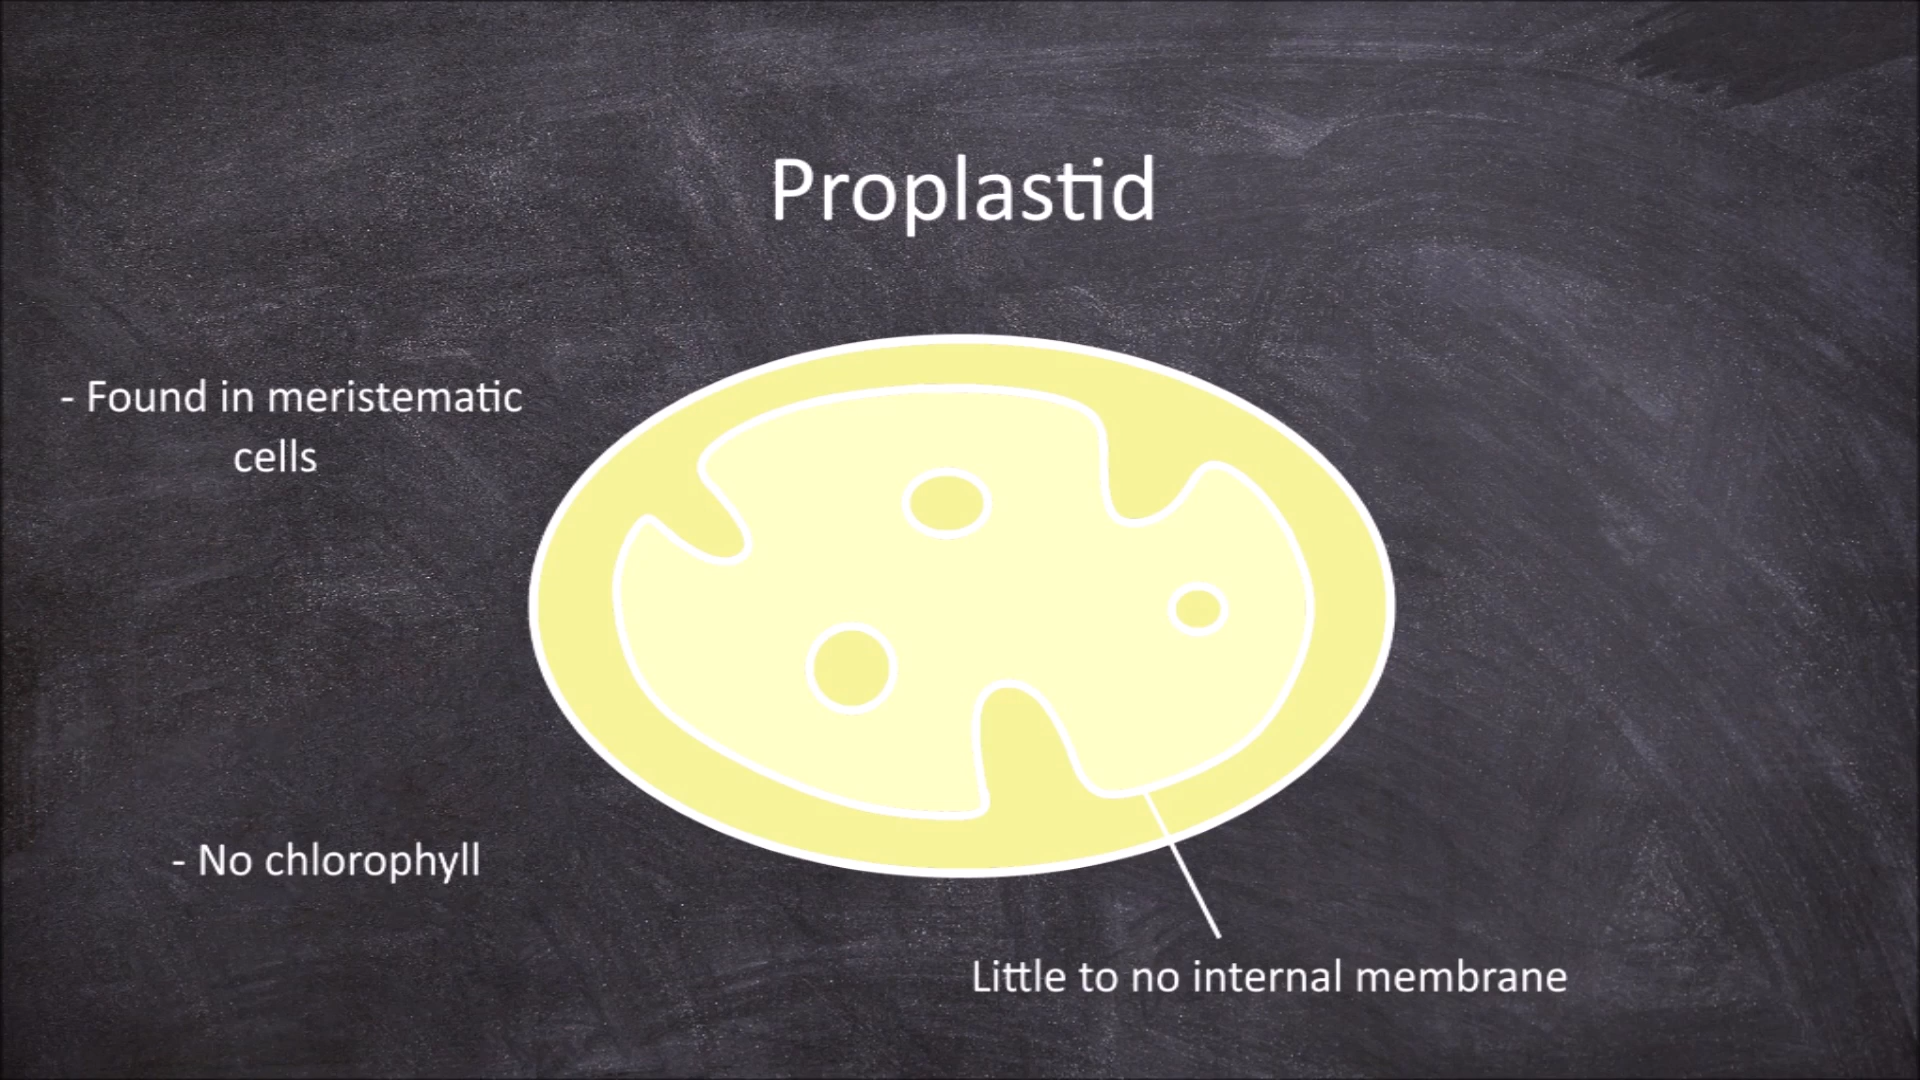 Proplastid
- Found in meristematic
cells
- No chlorophyll
Little to no internal membrane